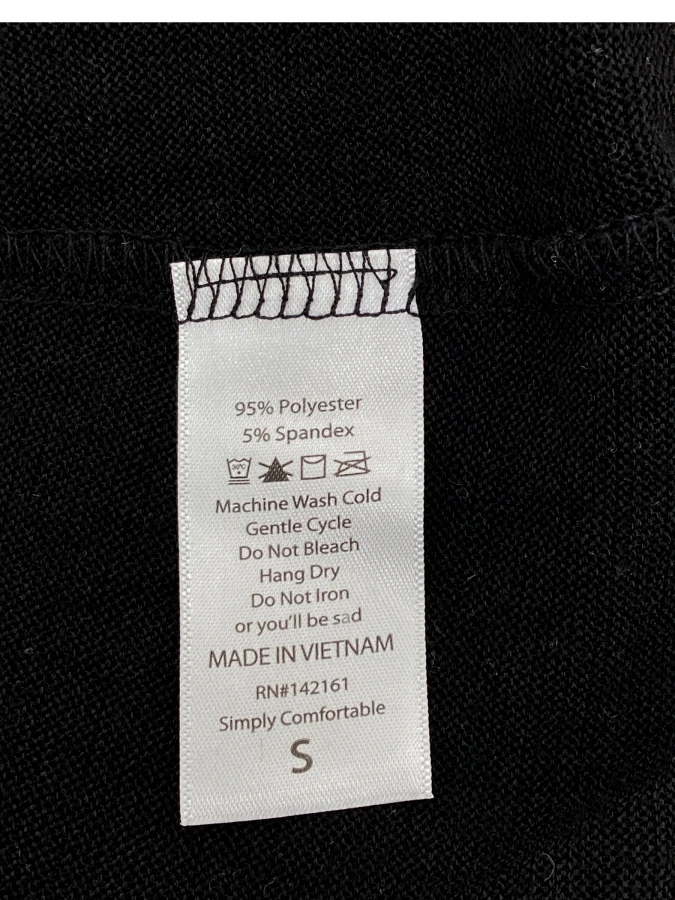 95% Polyester
5% Spandex
30°C
Machine Wash Cold
Gentle Cycle
Do Not Bleach
Hang Dry
Do Not Iron
or you'll be sad
MADE IN VIETNAM
RN#142161
Simply Comfortable
S